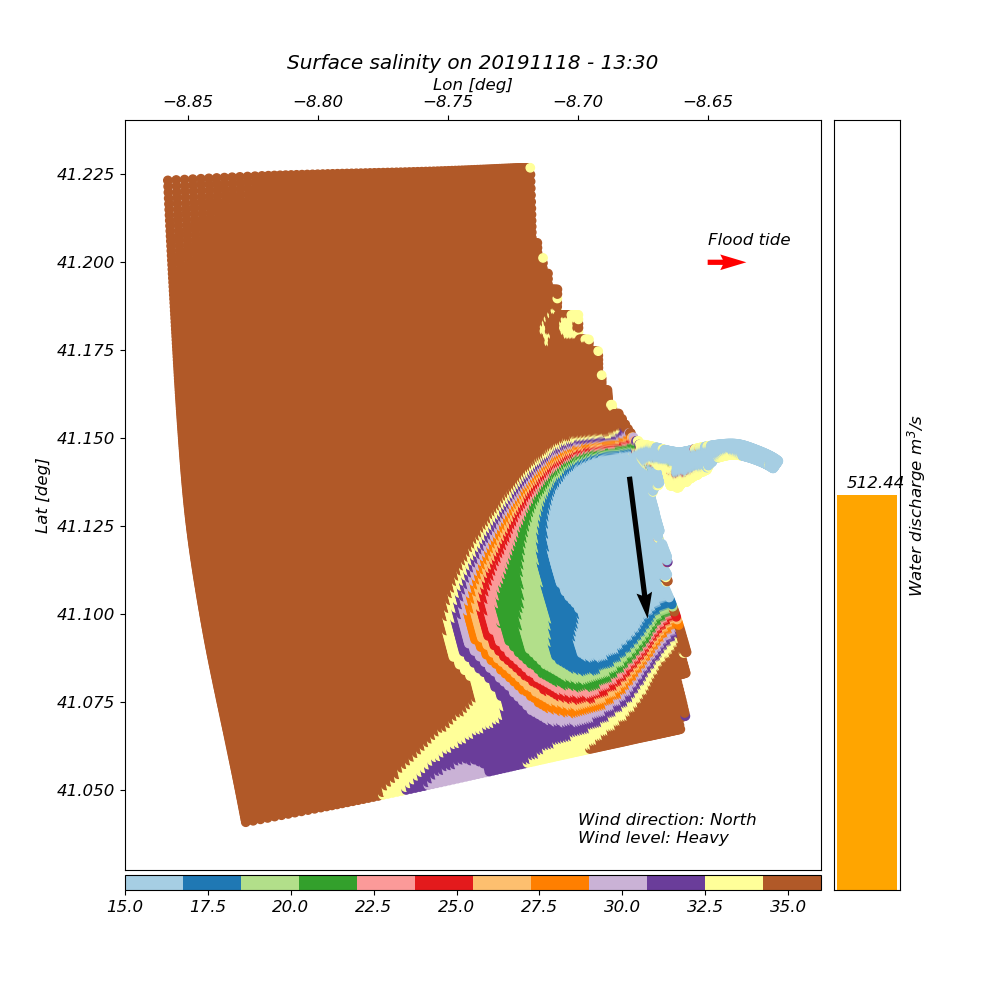 Surface salinity on 20191118 - 13:30
Lon [deg]
−8.85 −8.80 −8.75 −8.70 −8.65
41.225
41.200
41.175
41.150
41.125
41.100
41.075
41.050
Lat [deg]
Flood tide
512.44
Water discharge m³/s
Wind direction: North
Wind level: Heavy
15.0 17.5 20.0 22.5 25.0 27.5 30.0 32.5 35.0